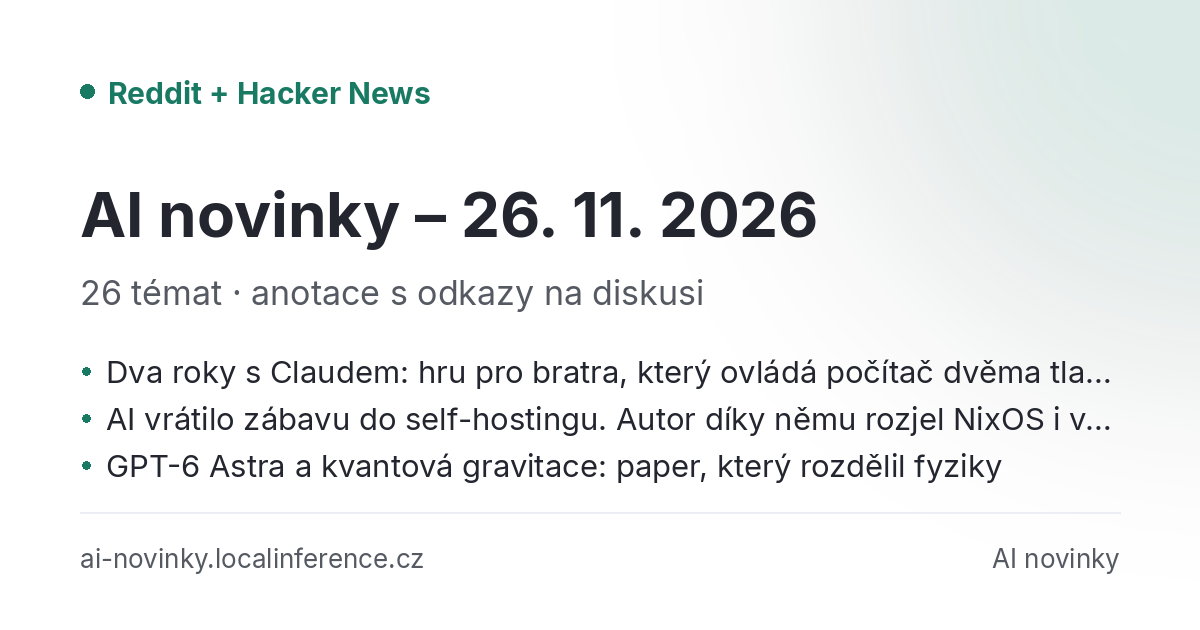 Reddit + Hacker News
AI novinky – 26. 11. 2026
26 témat · anotace s odkazy na diskusi
• Dva roky s Claudem: hru pro bratra, který ovládá počítač dvěma tla...
• AI vrátilo zábavu do self-hostingu. Autor díky němu rozjel NixOS i v...
• GPT-6 Astra a kvantová gravitace: paper, který rozdělil fyziky
ai-novinky.localinference.cz
AI novinky